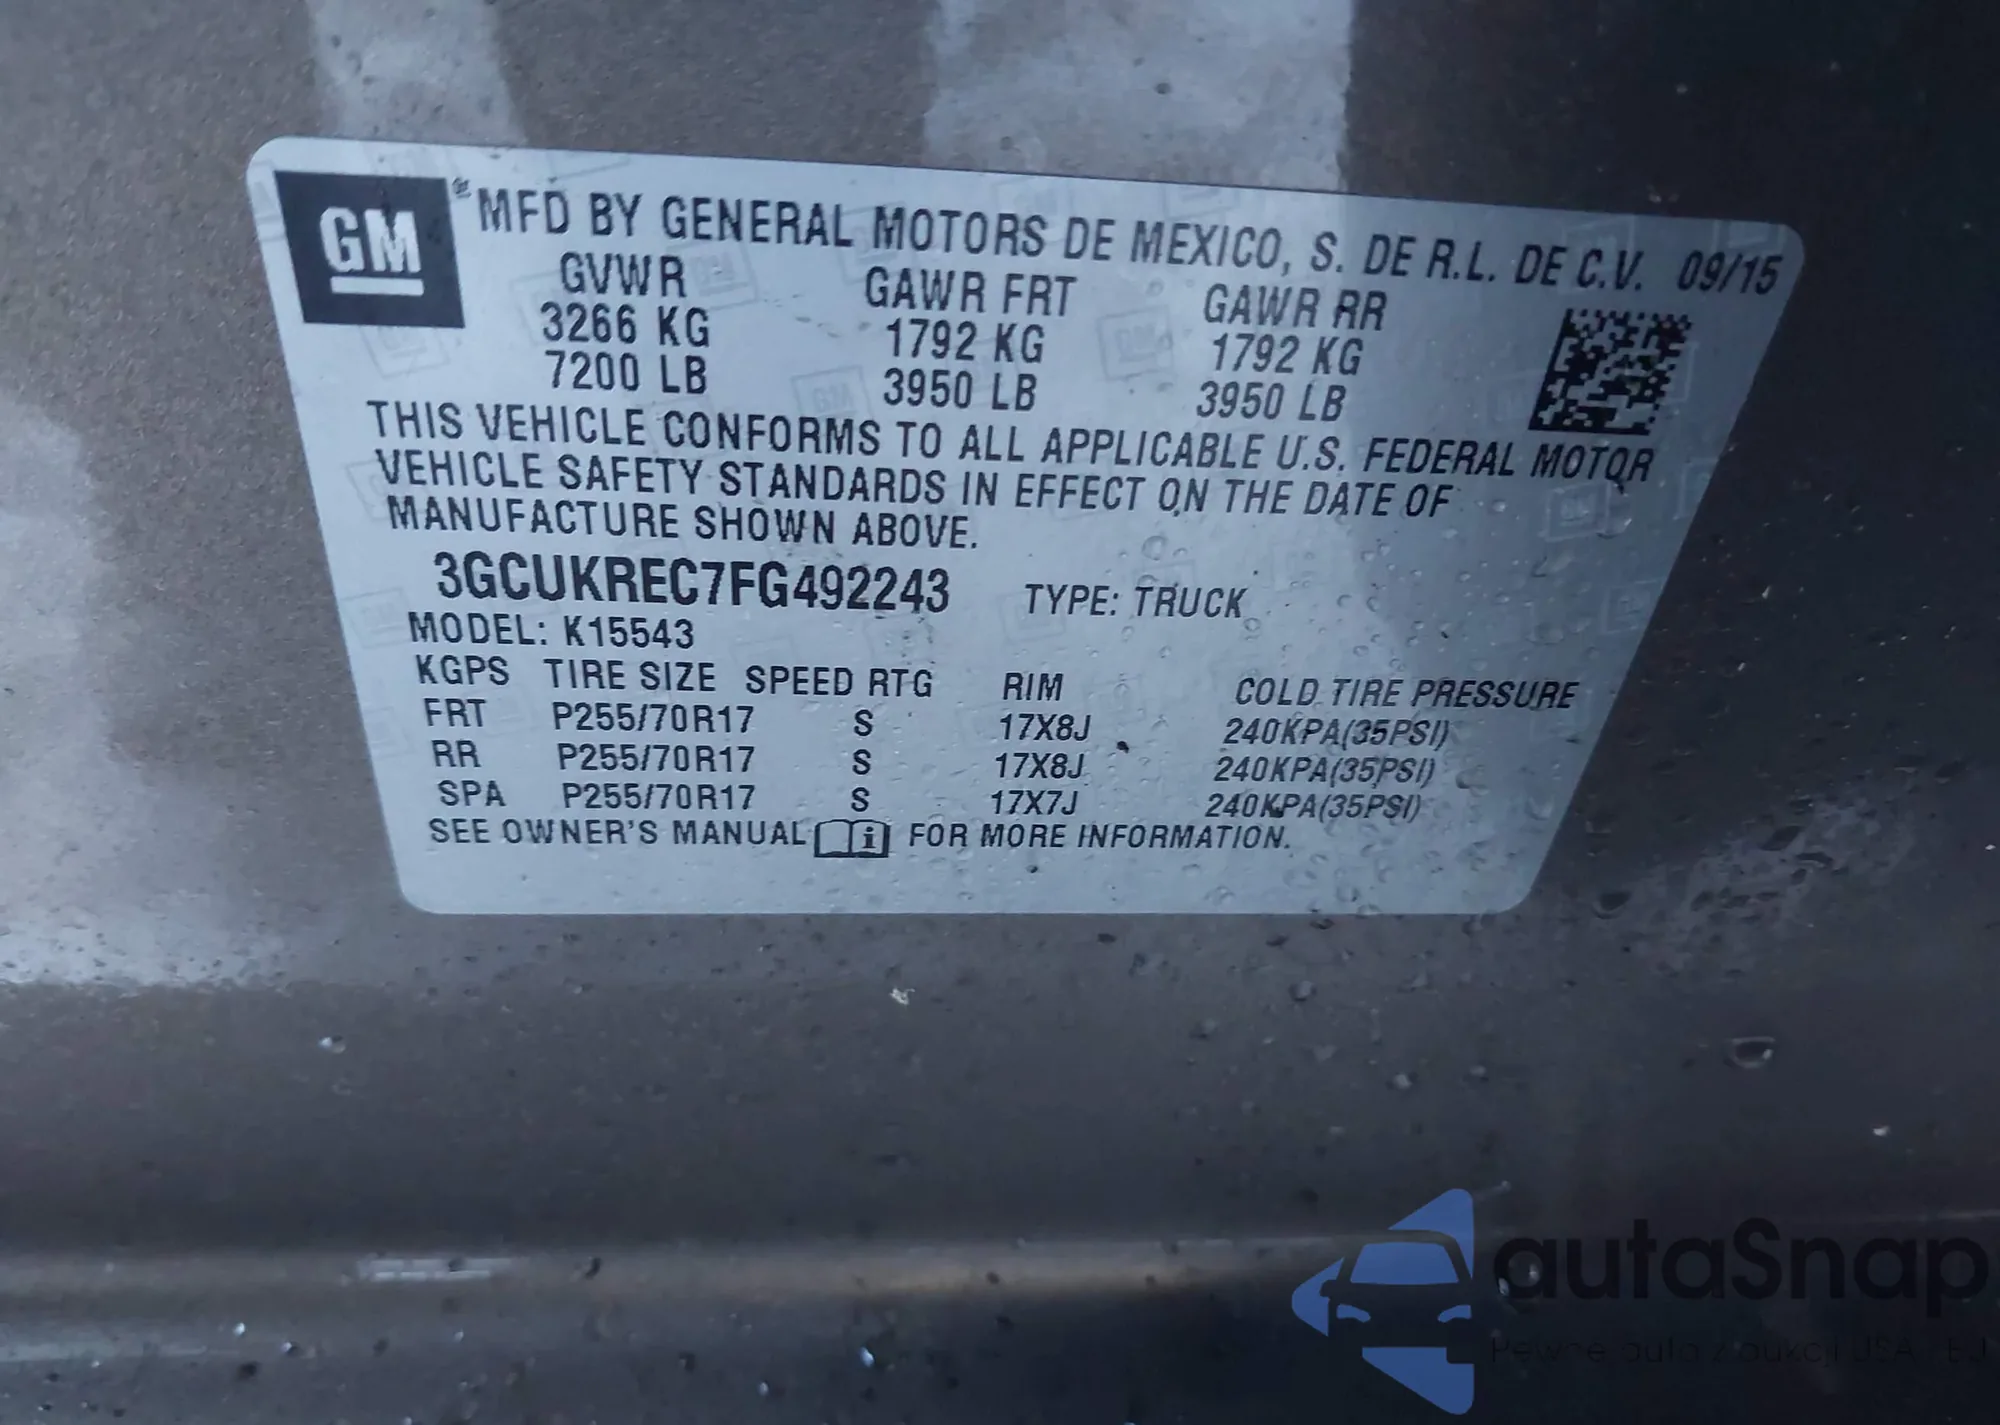 GM
MFD BY GENERAL MOTORS DE MEXICO, S. DE R.L. DE C.V. 09/15
GVWR GAWR FRT GAWR RR
3266 KG 1792 KG 1792 KG
7200 LB 3950 LB 3950 LB
THIS VEHICLE CONFORMS TO ALL APPLICABLE U.S. FEDERAL MOTOR
VEHICLE SAFETY STANDARDS IN EFFECT ON THE DATE OF
MANUFACTURE SHOWN ABOVE.
3GCUKREC7FG492243 TYPE: TRUCK
MODEL: K15543
KGPS TIRE SIZE SPEED RTG RIM COLD TIRE PRESSURE
FRT P255/70R17 S 17X8J 240KPA(35PSI)
RR P255/70R17 S 17X8J 240KPA(35PSI)
SPA P255/70R17 S 17X7J 240KPA(35PSI)
SEE OWNER'S MANUAL i FOR MORE INFORMATION.
autaSnap
Pewne auto z aukcji USA